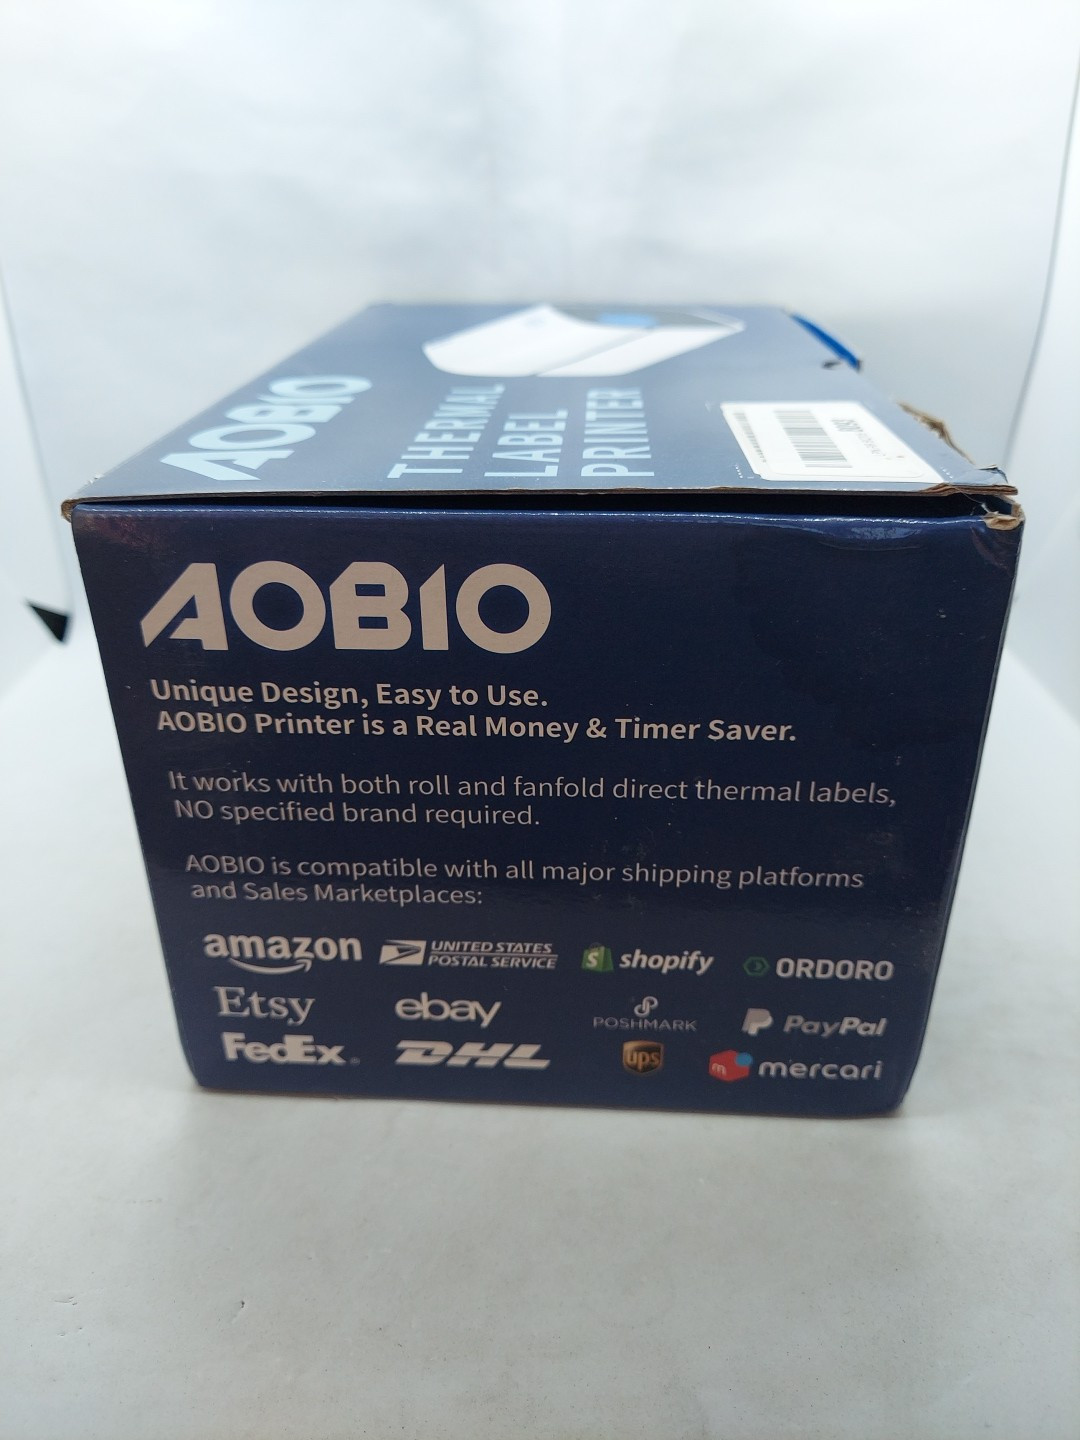 AOBIO
THERMAL
LABEL
PRINTER
AOBIO
Unique Design, Easy to Use.
AOBIO Printer is a Real Money & Timer Saver.
It works with both roll and fanfold direct thermal labels,
NO specified brand required.
AOBIO is compatible with all major shipping platforms
and Sales Marketplaces:
amazon UNITED STATES POSTAL SERVICE shopify ORDORO
Etsy ebay POSHMARK PayPal
FedEx DHL ups mercari